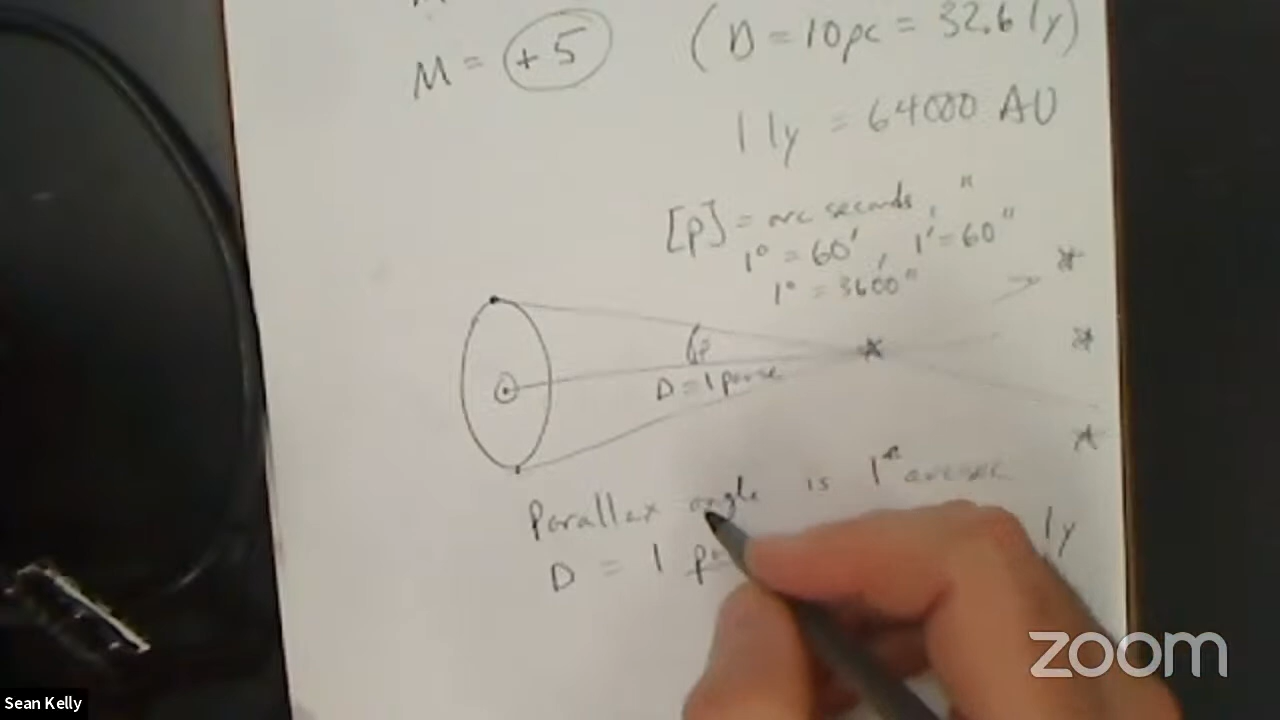 M = +5 (D = 10pc = 32.6 ly)
1 ly = 64000 AU
[P] = arc seconds, "
1° = 60', 1' = 60"
1° = 3600"
P
D = 1 parsec
Parallax angle is 1" arcsec
D = 1 ly
zoom
Sean Kelly